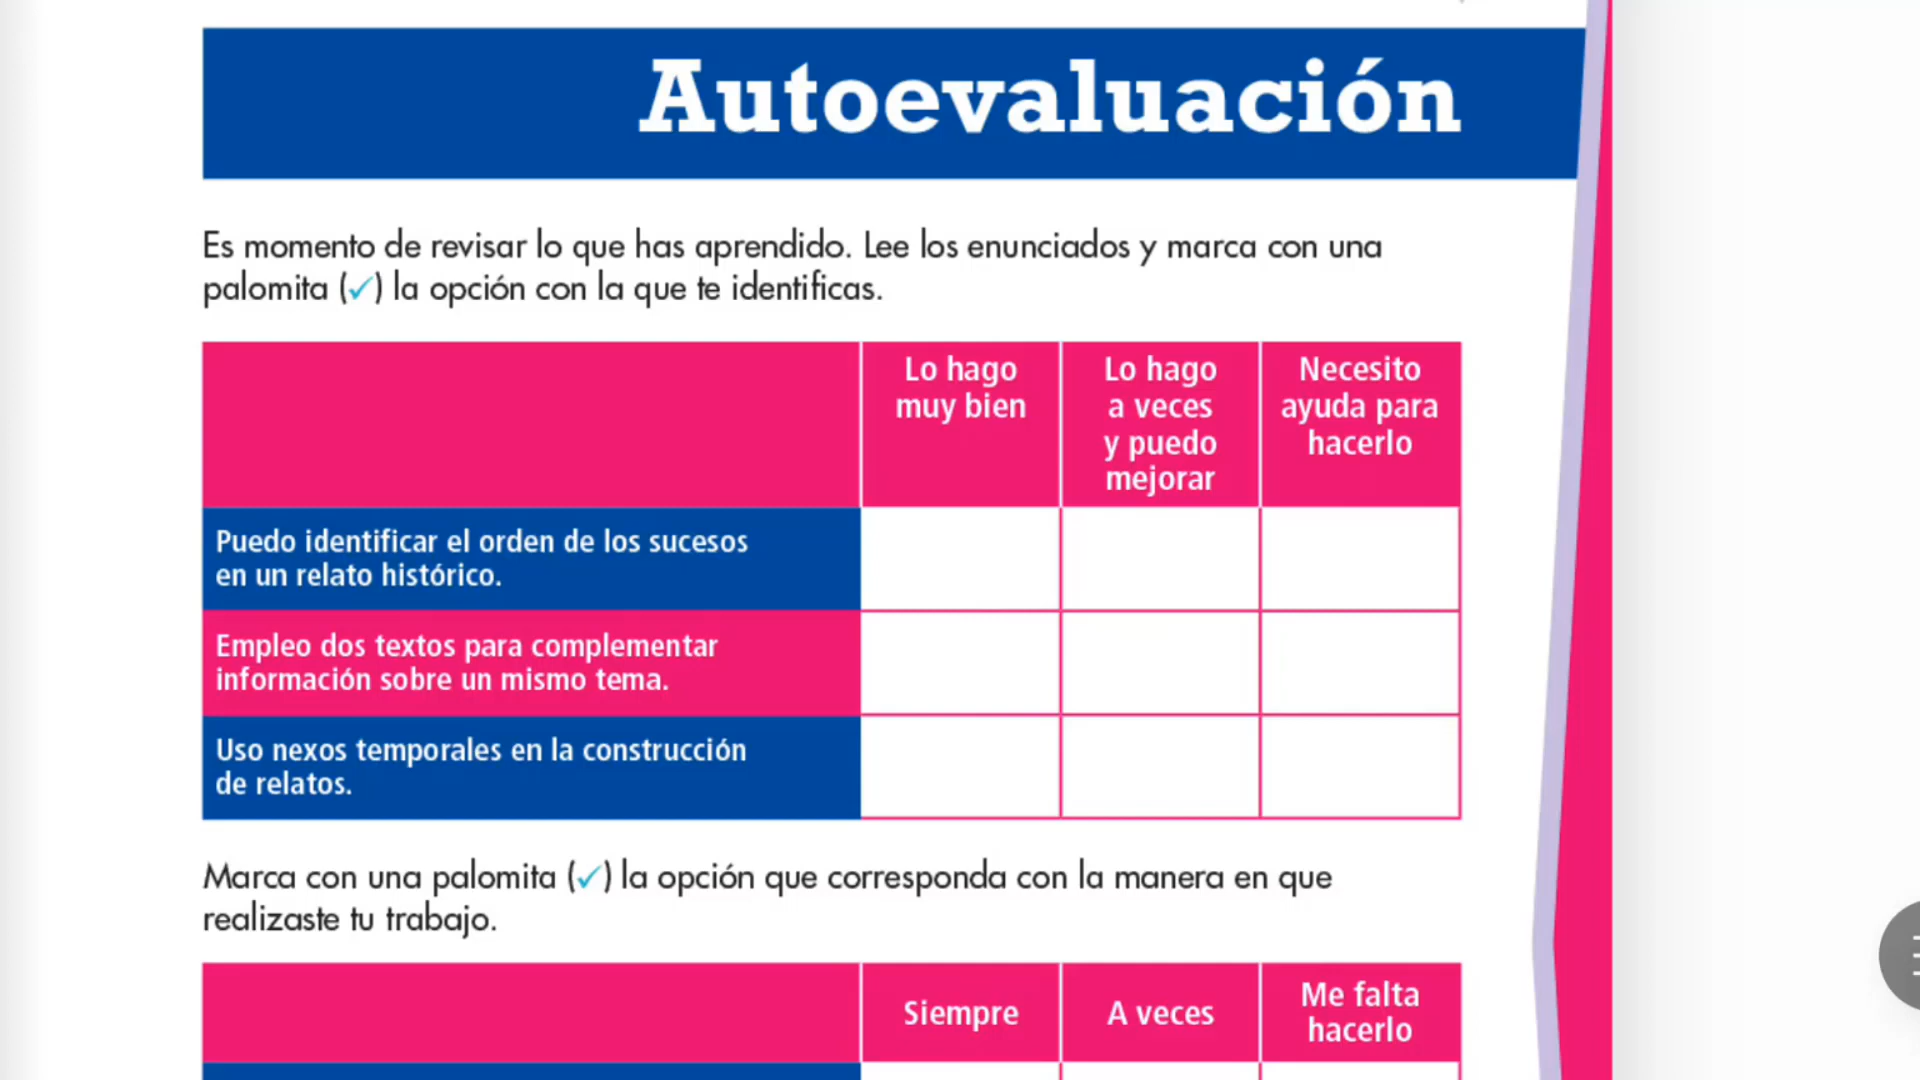 Autoevaluación
Es momento de revisar lo que has aprendido. Lee los enunciados y marca con una
palomita (✓) la opción con la que te identificas.
Lo hago
muy bien
Lo hago
a veces
y puedo
mejorar
Necesito
ayuda para
hacerlo
Puedo identificar el orden de los sucesos
en un relato histórico.
Empleo dos textos para complementar
información sobre un mismo tema.
Uso nexos temporales en la construcción
de relatos.
Marca con una palomita (✓) la opción que corresponda con la manera en que
realizaste tu trabajo.
Siempre
A veces
Me falta
hacerlo